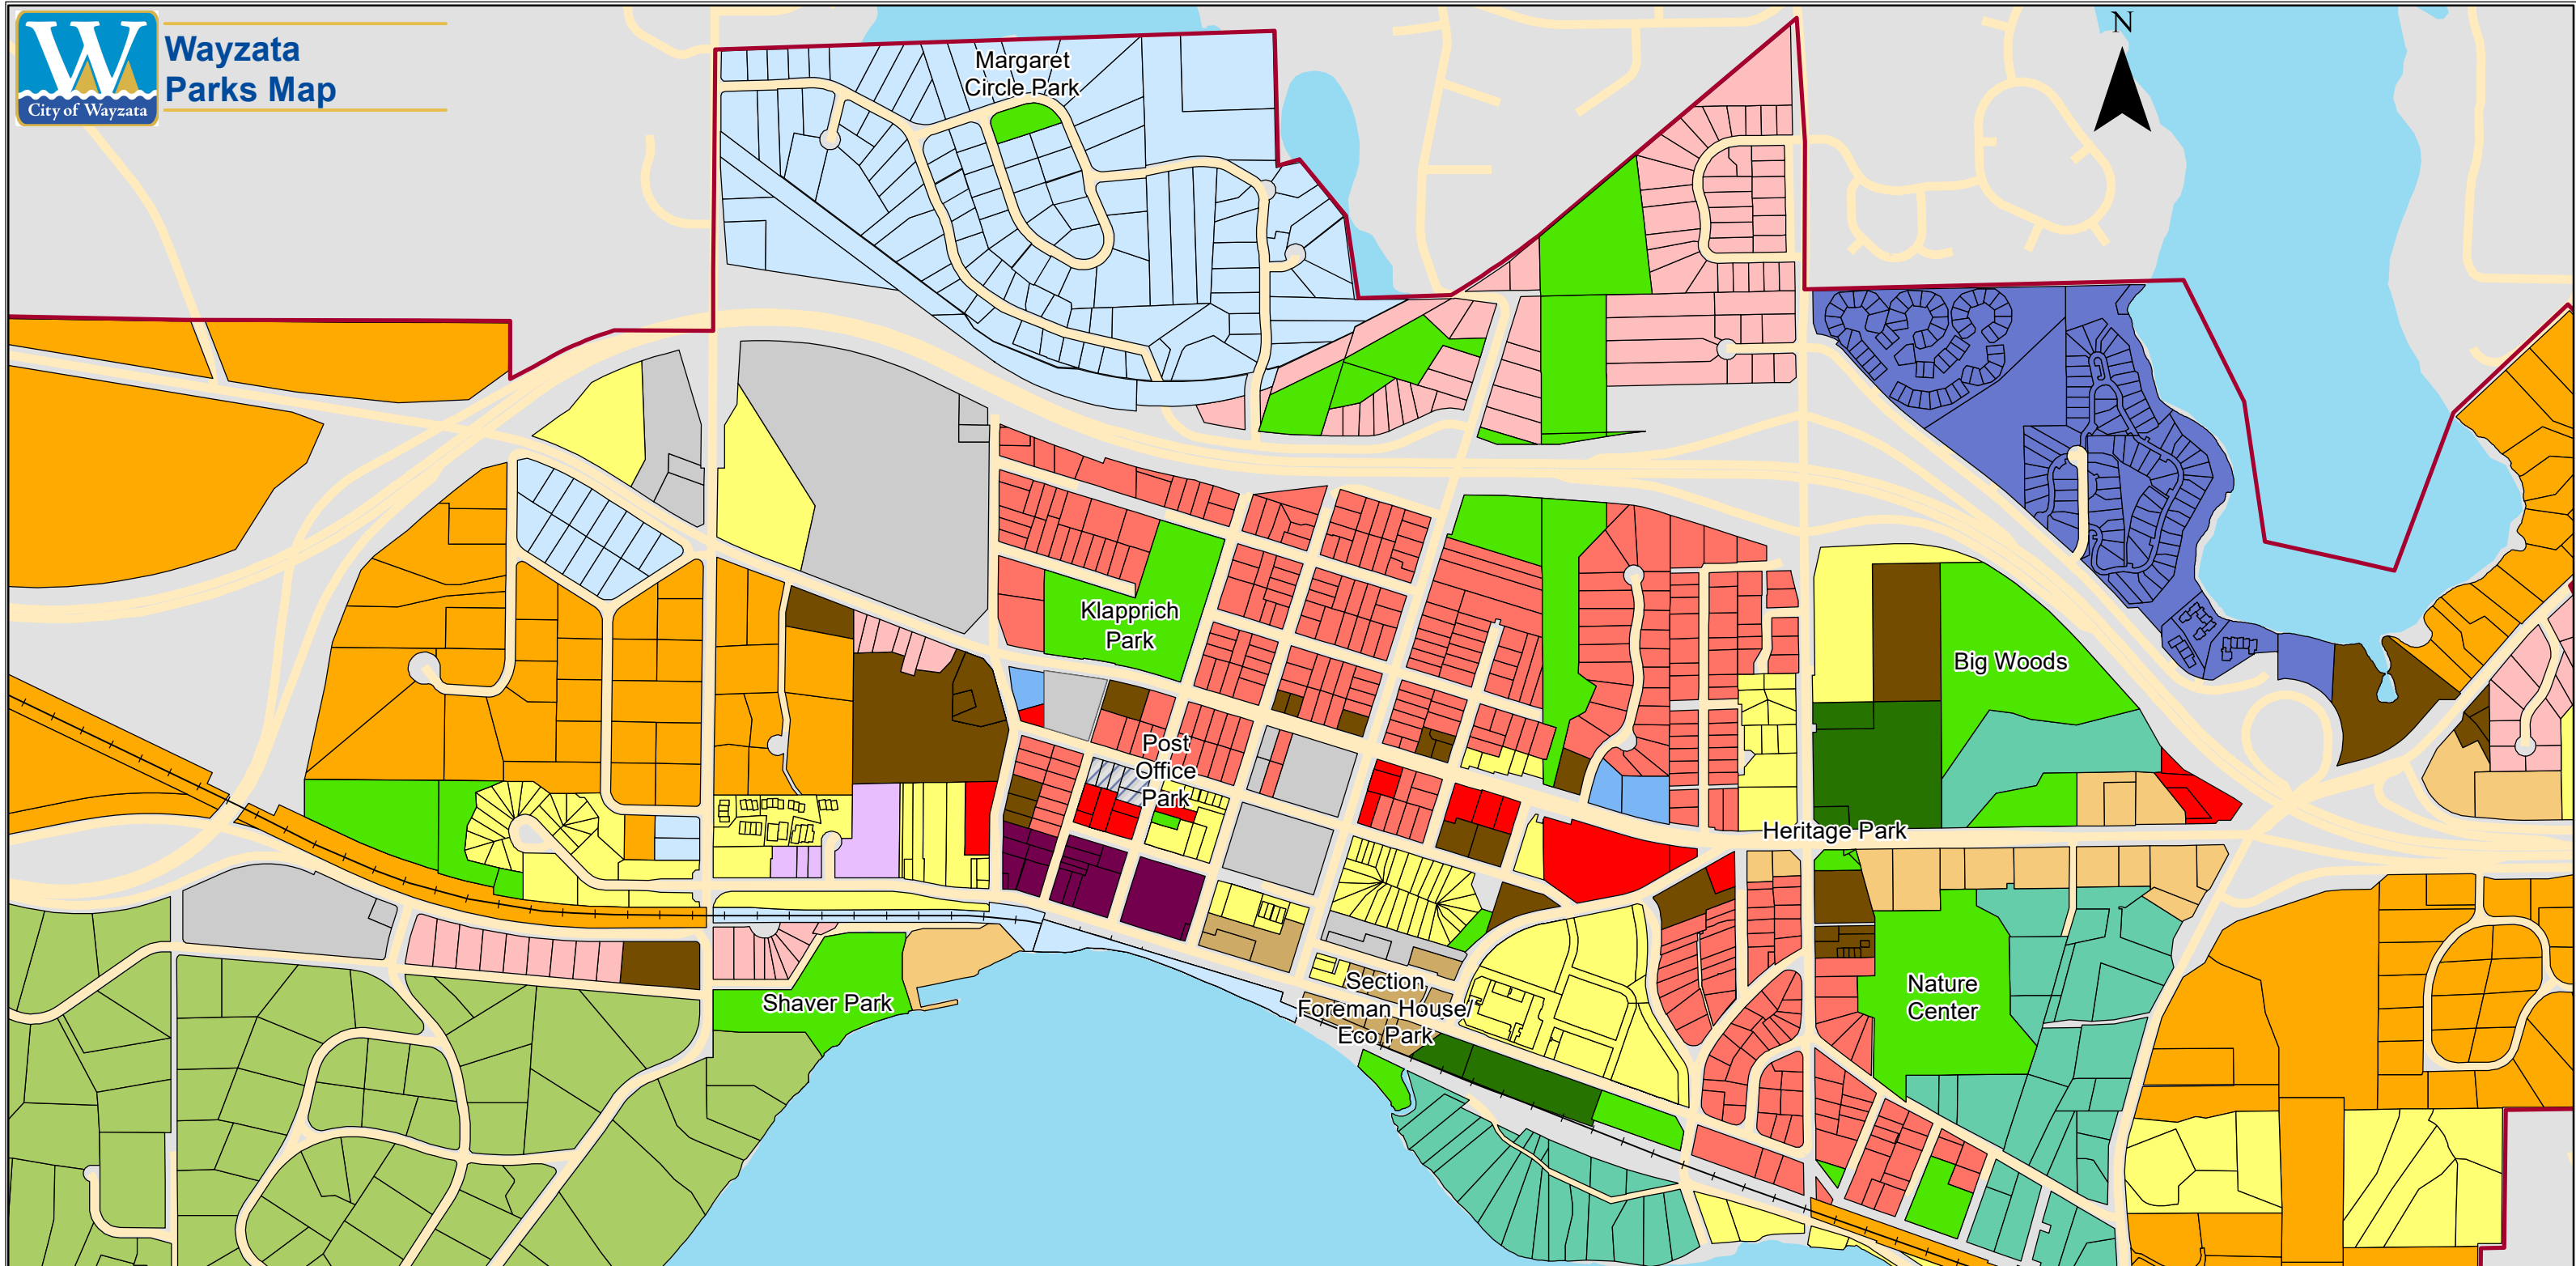 W
City of Wayzata
Wayzata
Parks Map
N
Margaret
Circle Park
Klapprich
Park
Big Woods
Post
Office
Park
Heritage Park
Shaver Park
Section
Foreman House/
Eco Park
Nature
Center